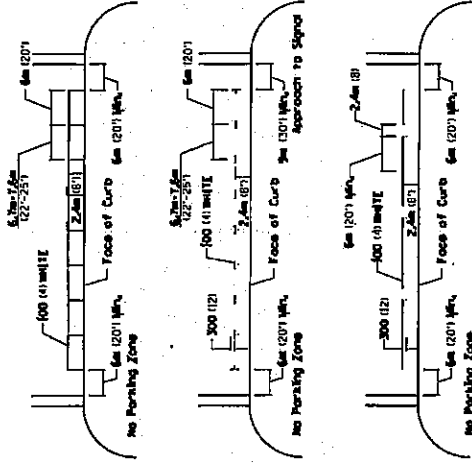 6.7m-7.6m
(22'-25')
6m (20')
100 (4) WHITE
2.4m (8')
Face of Curb
6m (20') Min.
6m (20') Min.
No Parking Zone
6.7m-7.6m
(22'-25')
6m (20')
100 (4) WHITE
300 (12)
2.4m (8')
Face of Curb
6m (20') Min.
9m (30') Min.
Approach To Signal
No Parking Zone
2.4m (8)
6m (20') Min.
100 (4) WHITE
300 (12)
2.4m (8')
Face of Curb
6m (20') Min.
6m (20') Min.
No Parking Zone